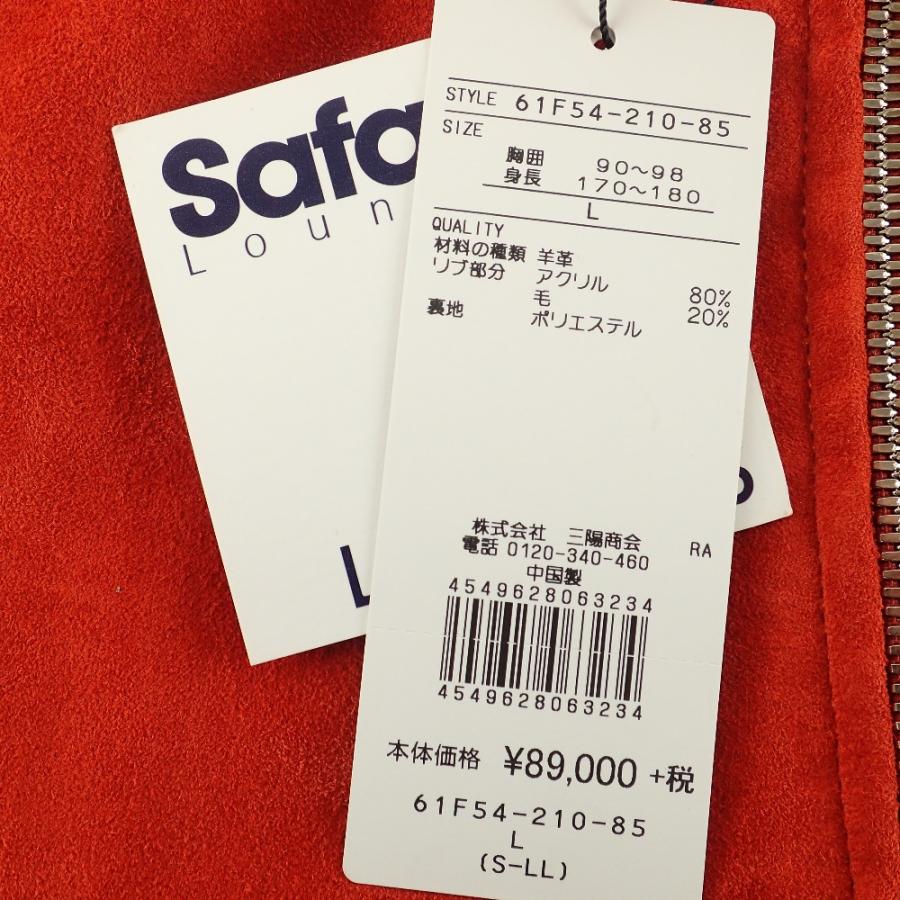 Safa
Loun
L
STYLE 61F54-210-85
SIZE
胸囲 90～98
身長 170～180
L
QUALITY
材料の種類 羊革
リブ部分 アクリル 80%
毛 20%
裏地 ポリエステル
株式会社 三陽商会 RA
電話 0120-340-460
中国製
4549628063234
4549628063234
本体価格 ¥89,000 +税
61F54-210-85
L
(S-LL)